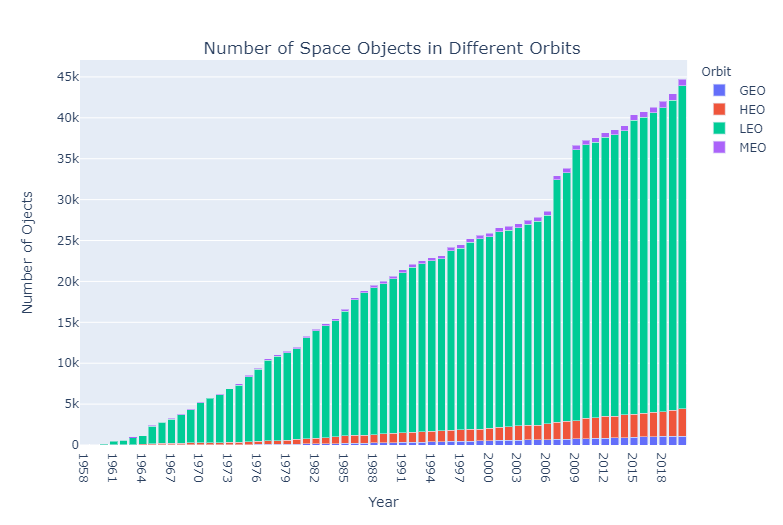 Number of Space Objects in Different Orbits
Orbit
GEO
HEO
LEO
MEO
Number of Ojects
45k
40k
35k
30k
25k
20k
15k
10k
5k
0
1958
1961
1964
1967
1970
1973
1976
1979
1982
1985
1988
1991
1994
1997
2000
2003
2006
2009
2012
2015
2018
Year